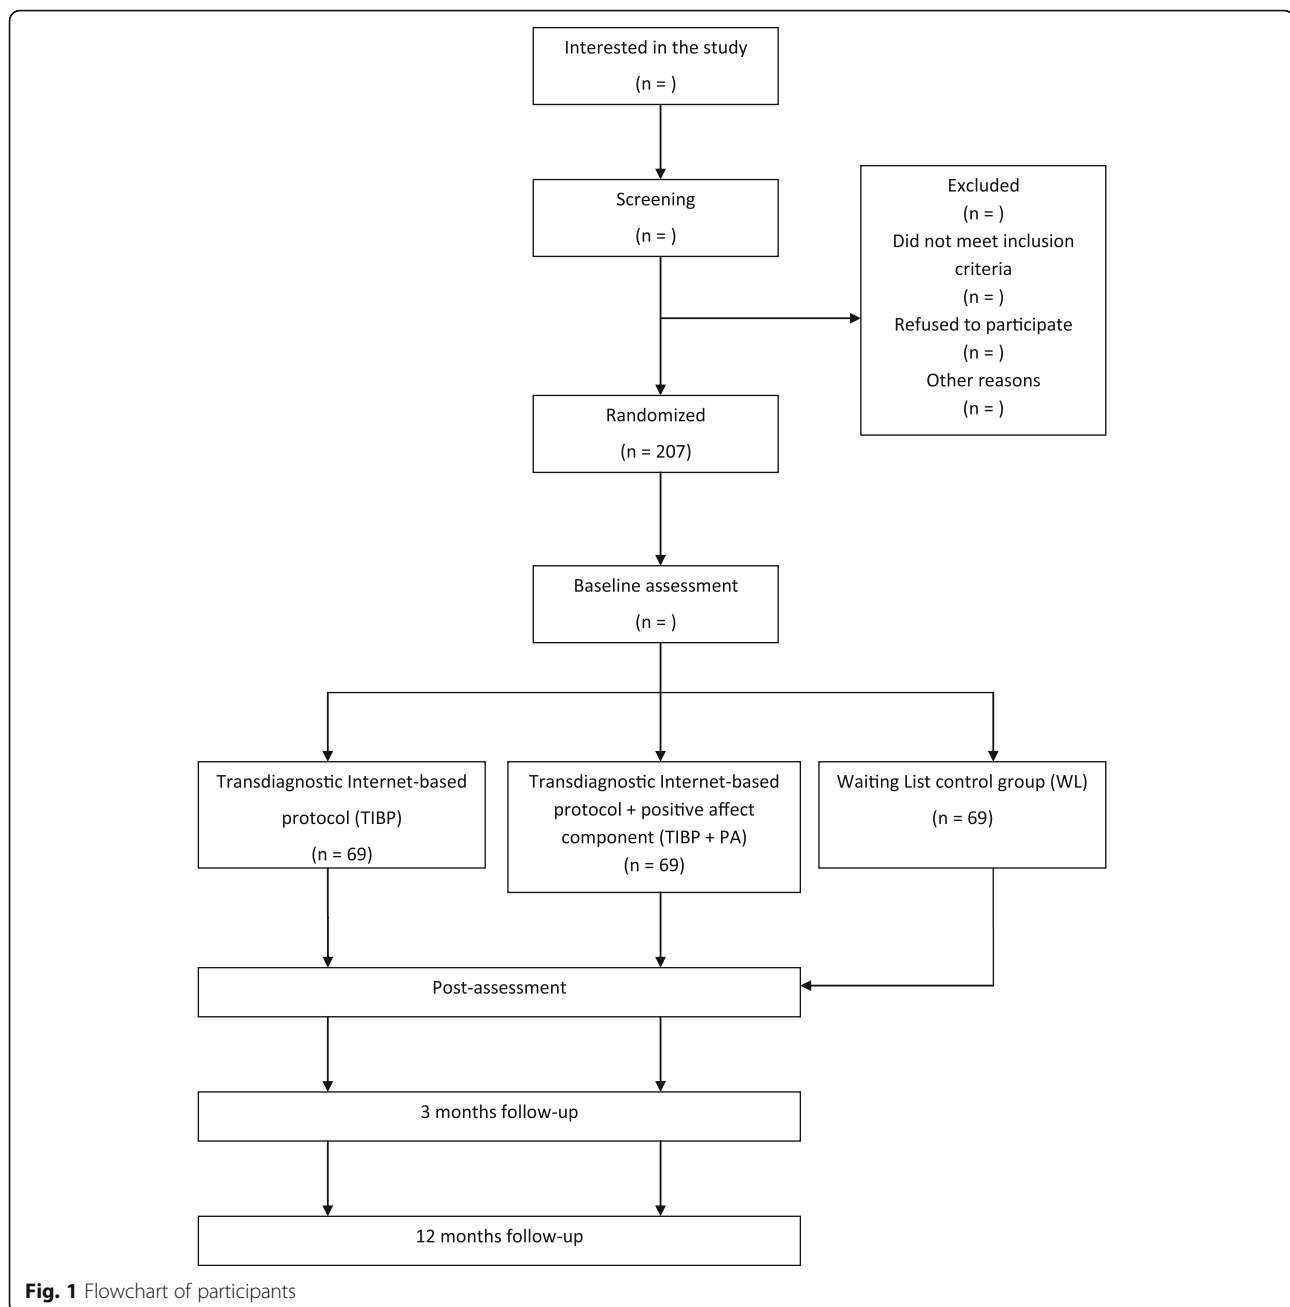 Interested in the study
(n = )
Screening
(n = )
Excluded
(n = )
Did not meet inclusion
criteria
(n = )
Refused to participate
(n = )
Other reasons
(n = )
Randomized
(n = 207)
Baseline assessment
(n = )
Transdiagnostic Internet-based
protocol (TIBP)
(n = 69)
Transdiagnostic Internet-based
protocol + positive affect
component (TIBP + PA)
(n = 69)
Waiting List control group (WL)
(n = 69)
Post-assessment
3 months follow-up
12 months follow-up
Fig. 1 Flowchart of participants